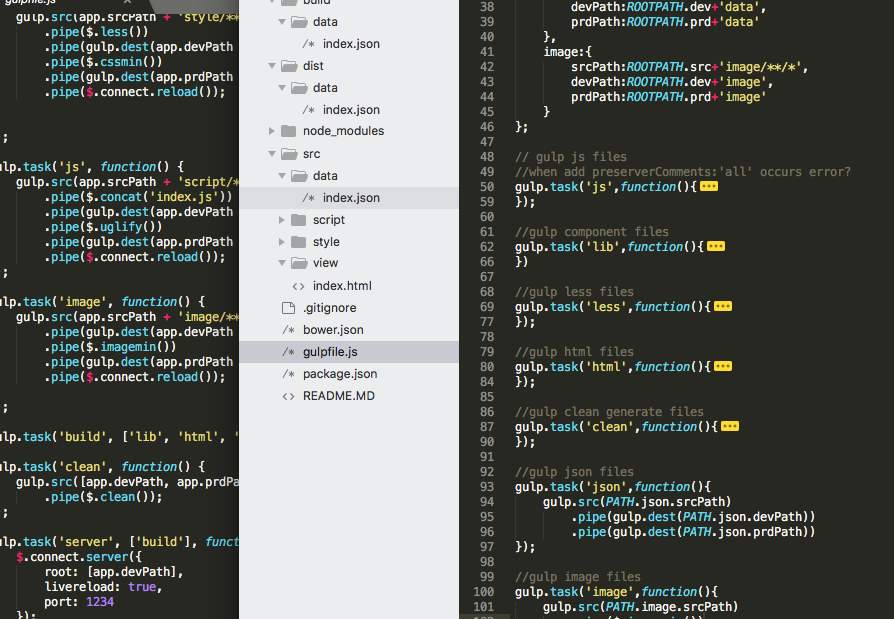 gulpfile.js
gulp.src(app.srcPath + 'style/**
.pipe($.less())
.pipe(gulp.dest(app.devPath
.pipe($.cssmin())
.pipe(gulp.dest(app.prdPath
.pipe($.connect.reload());
;
ulp.task('js', function() {
gulp.src(app.srcPath + 'script/*
.pipe($.concat('index.js'))
.pipe(gulp.dest(app.devPath
.pipe($.uglify())
.pipe(gulp.dest(app.prdPath
.pipe($.connect.reload());
;
ulp.task('image', function() {
gulp.src(app.srcPath + 'image/**
.pipe(gulp.dest(app.devPath
.pipe($.imagemin())
.pipe(gulp.dest(app.prdPath
.pipe($.connect.reload());
;
ulp.task('build', ['lib', 'html', '
ulp.task('clean', function() {
gulp.src([app.devPath, app.prdPa
.pipe($.clean());
;
ulp.task('server', ['build'], funct
$.connect.server({
root: [app.devPath],
livereload: true,
port: 1234
});
build
data
/* index.json
dist
data
/* index.json
node_modules
src
data
/* index.json
script
style
view
<> index.html
.gitignore
/* bower.json
/* gulpfile.js
/* package.json
<> README.MD
38 devPath:ROOTPATH.dev+'data',
39 prdPath:ROOTPATH.prd+'data'
40 },
41 image:{
42 srcPath:ROOTPATH.src+'image/**/*',
43 devPath:ROOTPATH.dev+'image',
44 prdPath:ROOTPATH.prd+'image'
45 }
46 };
47
48 // gulp js files
49 //when add preserverComments:'all' occurs error?
50 gulp.task('js',function(){•••
59 });
60
61 //gulp component files
62 gulp.task('lib',function(){•••
66 })
67
68 //gulp less files
69 gulp.task('less',function(){•••
77 });
78
79 //gulp html files
80 gulp.task('html',function(){•••
84 });
85
86 //gulp clean generate files
87 gulp.task('clean',function(){•••
90 });
91
92 //gulp json files
93 gulp.task('json',function(){
94 gulp.src(PATH.json.srcPath)
95 .pipe(gulp.dest(PATH.json.devPath))
96 .pipe(gulp.dest(PATH.json.prdPath))
97 });
98
99 //gulp image files
100 gulp.task('image',function(){
101 gulp.src(PATH.image.srcPath)